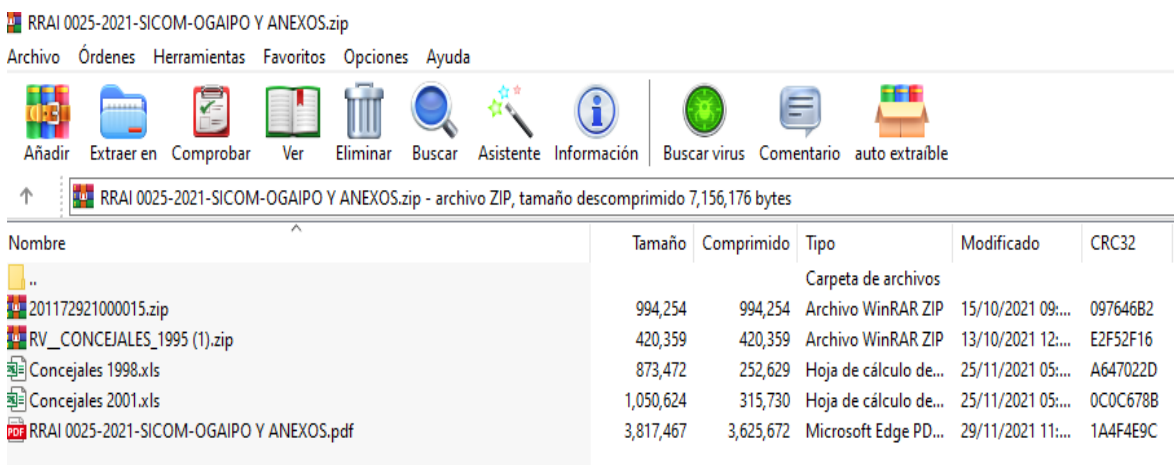 RRAI 0025-2021-SICOM-OGAIPO Y ANEXOS.zip
Archivo Órdenes Herramientas Favoritos Opciones Ayuda
Añadir Extraer en Comprobar Ver Eliminar Buscar Asistente Información Buscar virus Comentario auto extraíble
RRAI 0025-2021-SICOM-OGAIPO Y ANEXOS.zip - archivo ZIP, tamaño descomprimido 7,156,176 bytes
Nombre Tamaño Comprimido Tipo Modificado CRC32
.. Carpeta de archivos
201172921000015.zip 994,254 994,254 Archivo WinRAR ZIP 15/10/2021 09:... 097646B2
RV__CONCEJALES_1995 (1).zip 420,359 420,359 Archivo WinRAR ZIP 13/10/2021 12:... E2F52F16
Concejales 1998.xls 873,472 252,629 Hoja de cálculo de... 25/11/2021 05:... A647022D
Concejales 2001.xls 1,050,624 315,730 Hoja de cálculo de... 25/11/2021 05:... 0C0C678B
PDF RRAI 0025-2021-SICOM-OGAIPO Y ANEXOS.pdf 3,817,467 3,625,672 Microsoft Edge PD... 29/11/2021 11:... 1A4F4E9C